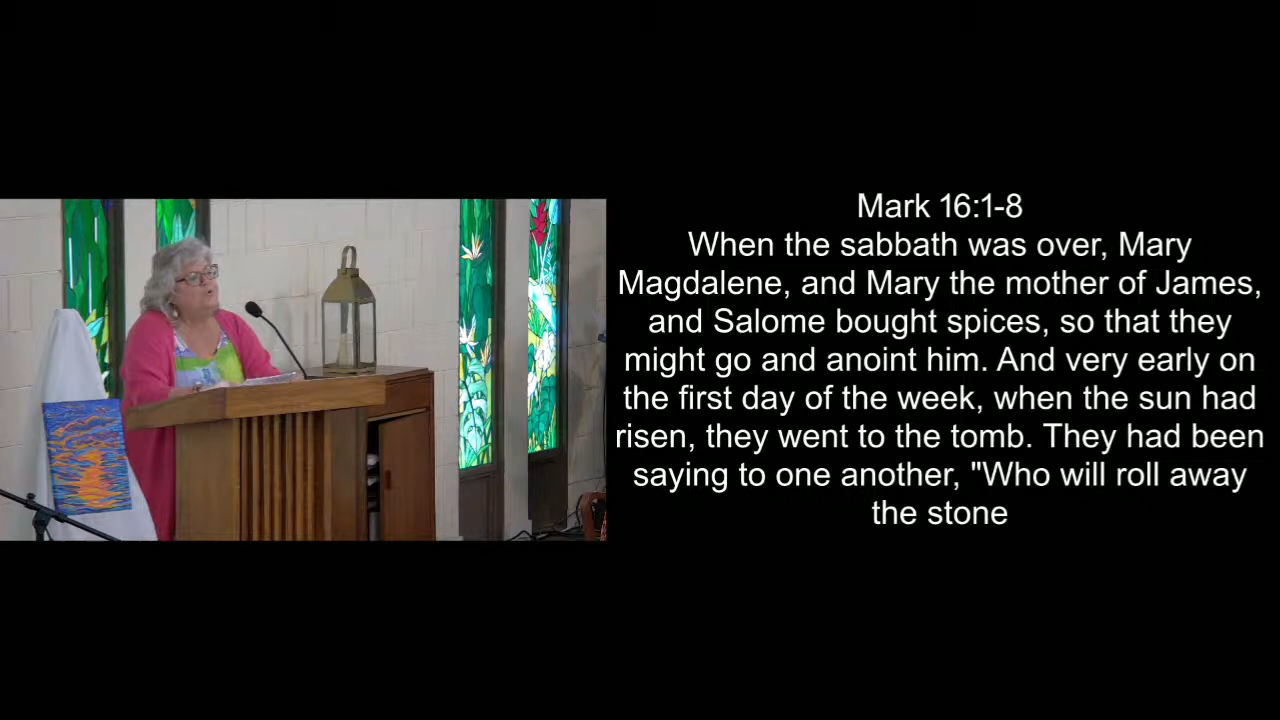 Mark 16:1-8
When the sabbath was over, Mary
Magdalene, and Mary the mother of James,
and Salome bought spices, so that they
might go and anoint him. And very early on
the first day of the week, when the sun had
risen, they went to the tomb. They had been
saying to one another, "Who will roll away
the stone